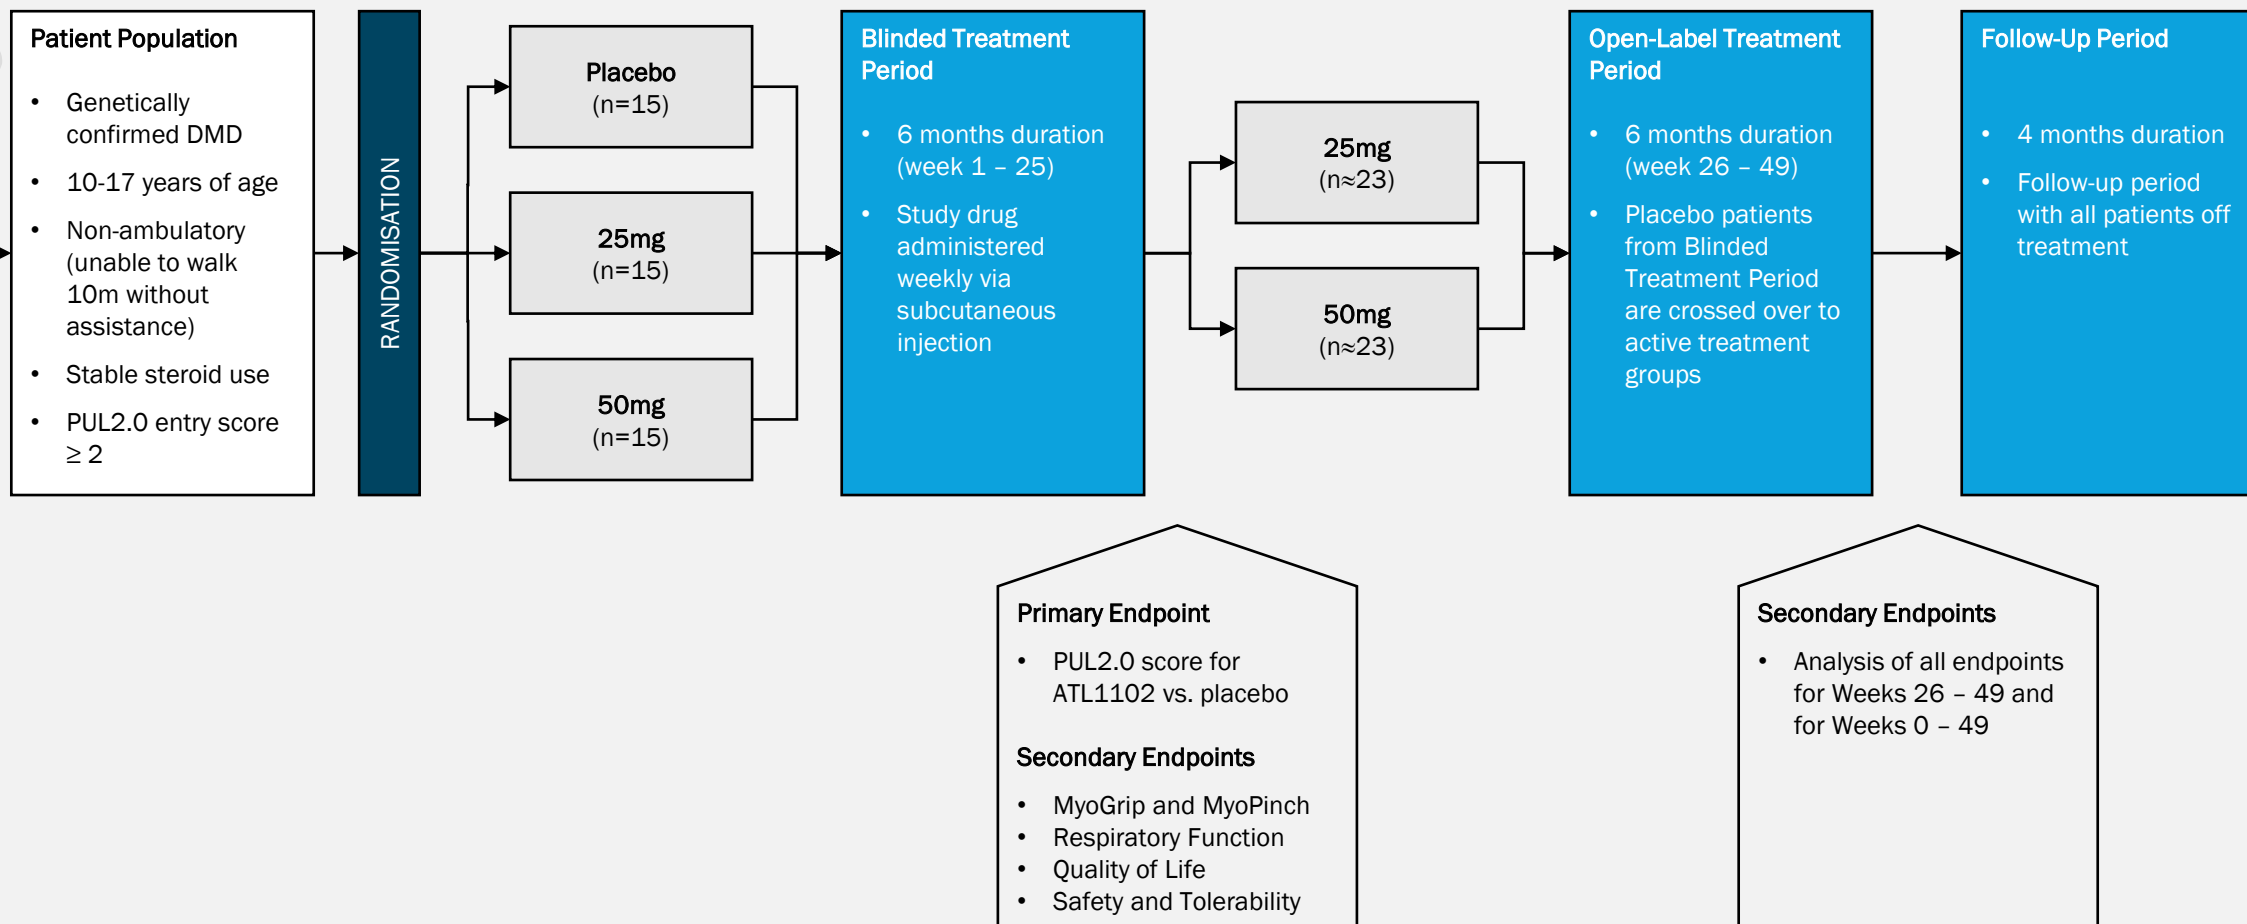 Patient Population
• Genetically
confirmed DMD
• 10-17 years of age
• Non-ambulatory
(unable to walk
10m without
assistance)
• Stable steroid use
• PUL2.0 entry score
≥ 2
RANDOMISATION
Placebo
(n=15)
25mg
(n=15)
50mg
(n=15)
Blinded Treatment
Period
• 6 months duration
(week 1 – 25)
• Study drug
administered
weekly via
subcutaneous
injection
25mg
(n≈23)
50mg
(n≈23)
Open-Label Treatment
Period
• 6 months duration
(week 26 – 49)
• Placebo patients
from Blinded
Treatment Period
are crossed over to
active treatment
groups
Follow-Up Period
• 4 months duration
• Follow-up period
with all patients off
treatment
Primary Endpoint
• PUL2.0 score for
ATL1102 vs. placebo
Secondary Endpoints
• MyoGrip and MyoPinch
• Respiratory Function
• Quality of Life
• Safety and Tolerability
Secondary Endpoints
• Analysis of all endpoints
for Weeks 26 – 49 and
for Weeks 0 – 49